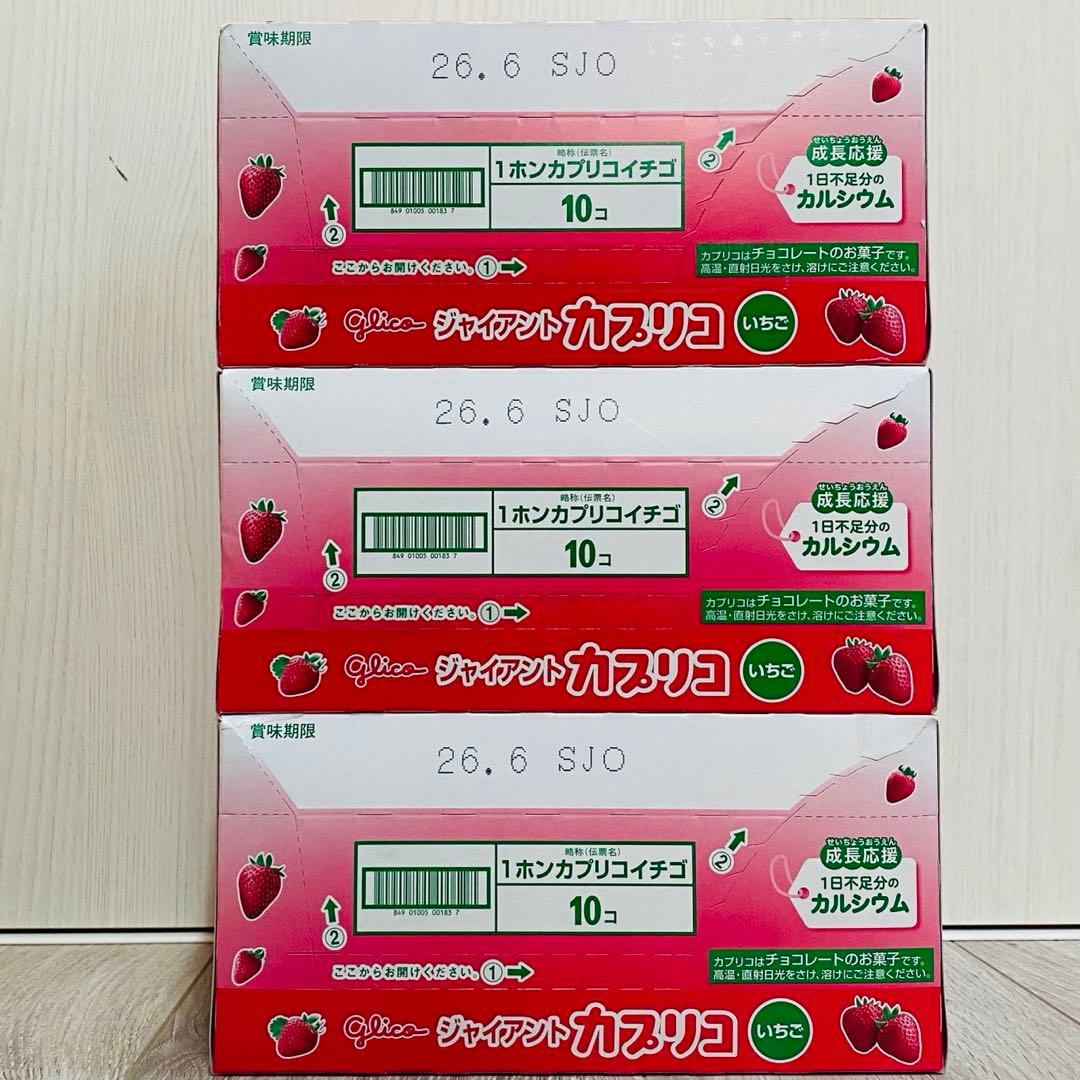 賞味期限
26.6 SJO
略称(伝票名)
1ホンカプリコイチゴ
10コ
849 01005 00183 7
②
②
せいちょうおうえん
成長応援
1日不足分の
カルシウム
ここからお開けください。①
カプリコはチョコレートのお菓子です。
高温・直射日光をさけ、溶けにご注意ください。
glico ジャイアントカプリコ いちご
賞味期限
26.6 SJO
略称(伝票名)
1ホンカプリコイチゴ
10コ
849 01005 00183 7
②
②
せいちょうおうえん
成長応援
1日不足分の
カルシウム
ここからお開けください。①
カプリコはチョコレートのお菓子です。
高温・直射日光をさけ、溶けにご注意ください。
glico ジャイアントカプリコ いちご
賞味期限
26.6 SJO
略称(伝票名)
1ホンカプリコイチゴ
10コ
849 01005 00183 7
②
②
せいちょうおうえん
成長応援
1日不足分の
カルシウム
ここからお開けください。①
カプリコはチョコレートのお菓子です。
高温・直射日光をさけ、溶けにご注意ください。
glico ジャイアントカプリコ いちご